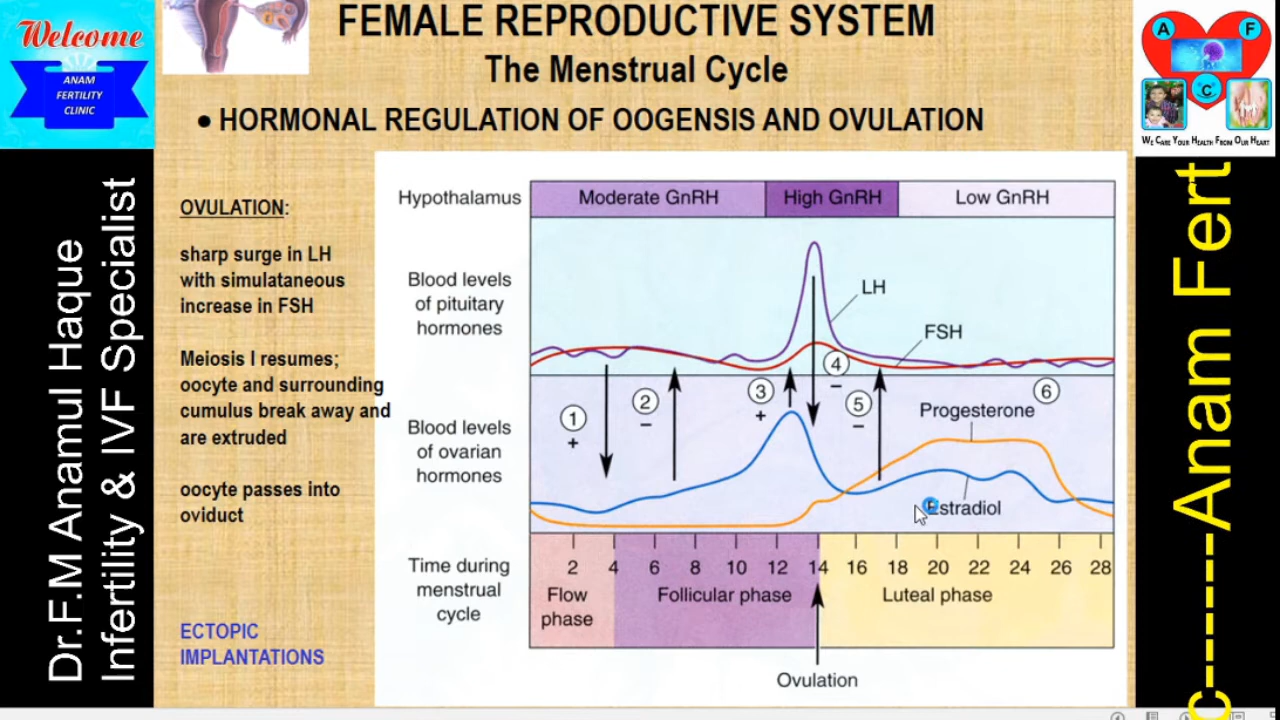 Welcome
ANAM
FERTILITY
CLINIC
FEMALE REPRODUCTIVE SYSTEM
The Menstrual Cycle
● HORMONAL REGULATION OF OOGENSIS AND OVULATION
A F
C
WE CARE YOUR HEALTH FROM OUR HEART
Dr.F.M Anamul Haque
Infertility & IVF Specialist
OVULATION:
sharp surge in LH
with simulataneous
increase in FSH
Meiosis I resumes;
oocyte and surrounding
cumulus break away and
are extruded
oocyte passes into
oviduct
ECTOPIC
IMPLANTATIONS
Hypothalamus
Moderate GnRH
High GnRH
Low GnRH
Blood levels
of pituitary
hormones
LH
FSH
Blood levels
of ovarian
hormones
1
+
2
–
3
+
4
–
5
–
6
Progesterone
Estradiol
Time during
menstrual
cycle
2 4 6 8 10 12 14 16 18 20 22 24 26 28
Flow
phase
Follicular phase
Luteal phase
Ovulation
c------Anam Fert